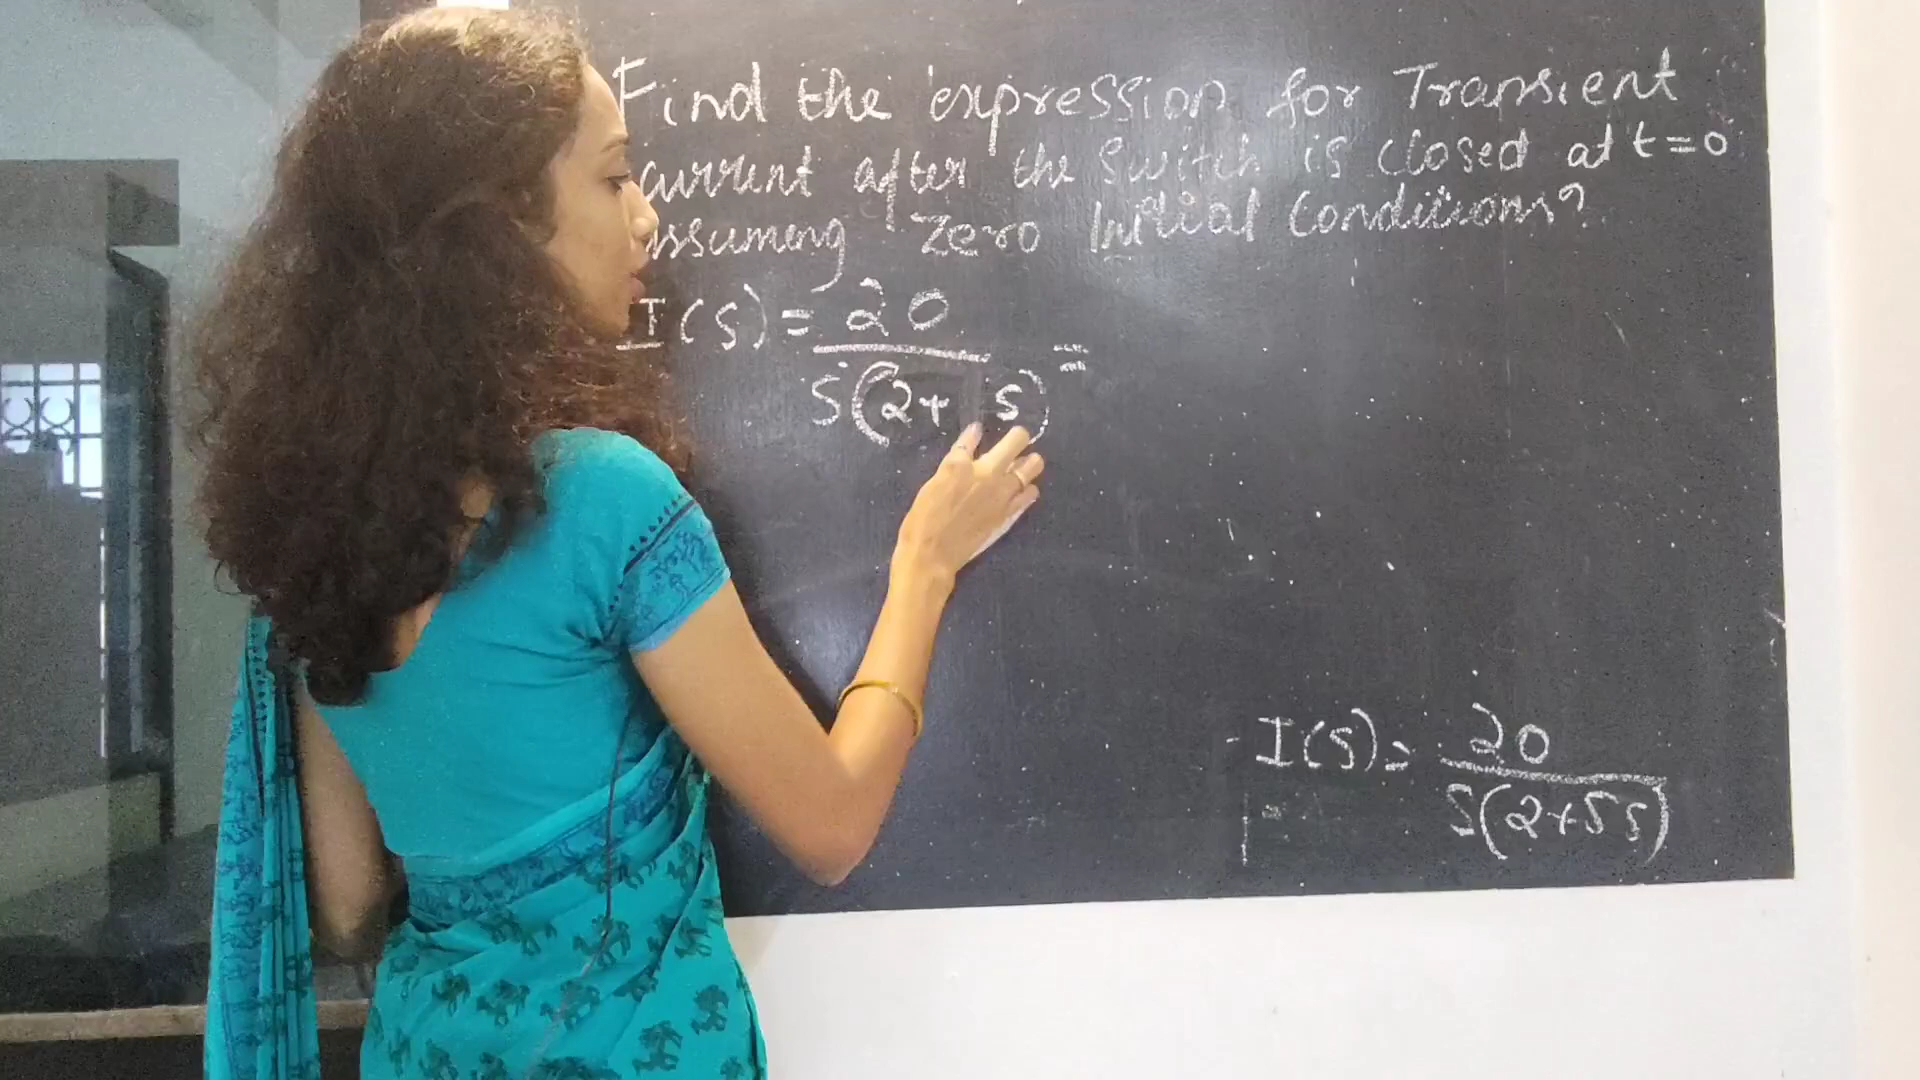 Find the expression for Transient
current after the switch is closed at t=0
Assuming Zero Initial Conditions?
I(S) = 20
S(2+ S) =
I(S) = 20
S(2+5S)